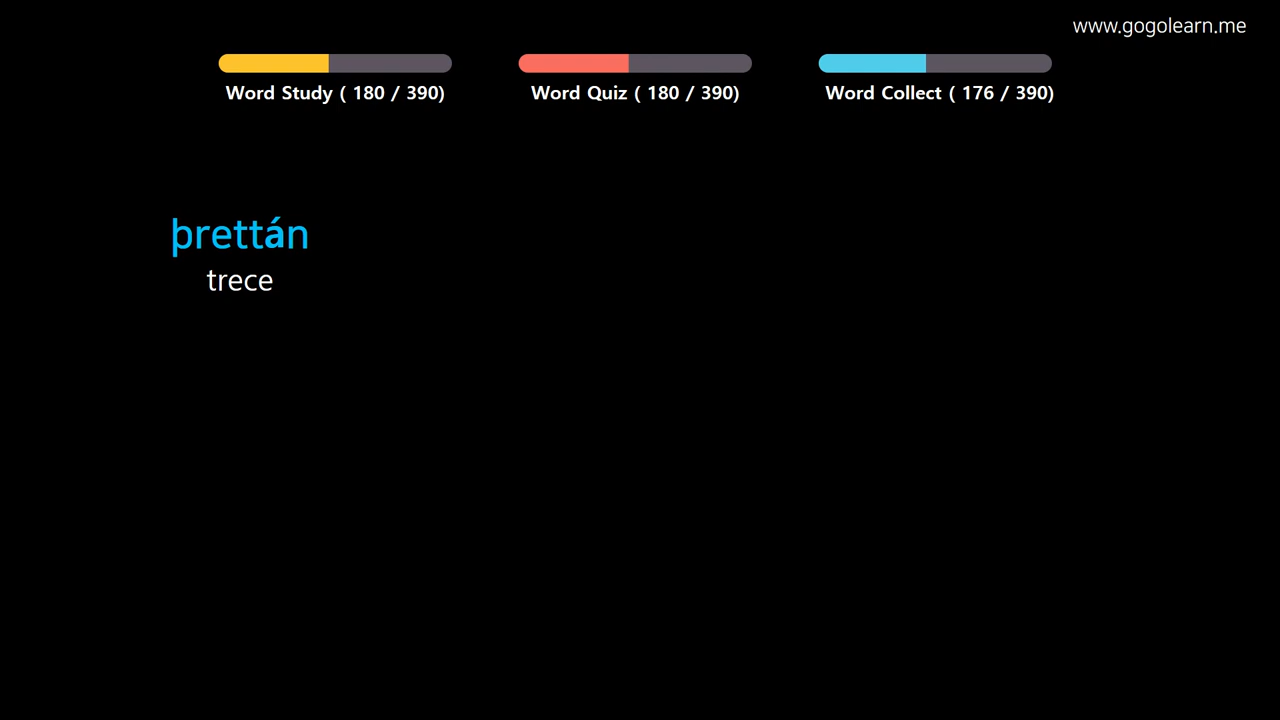 www.gogolearn.me
Word Study ( 180 / 390)
Word Quiz ( 180 / 390)
Word Collect ( 176 / 390)
þrettán
trece